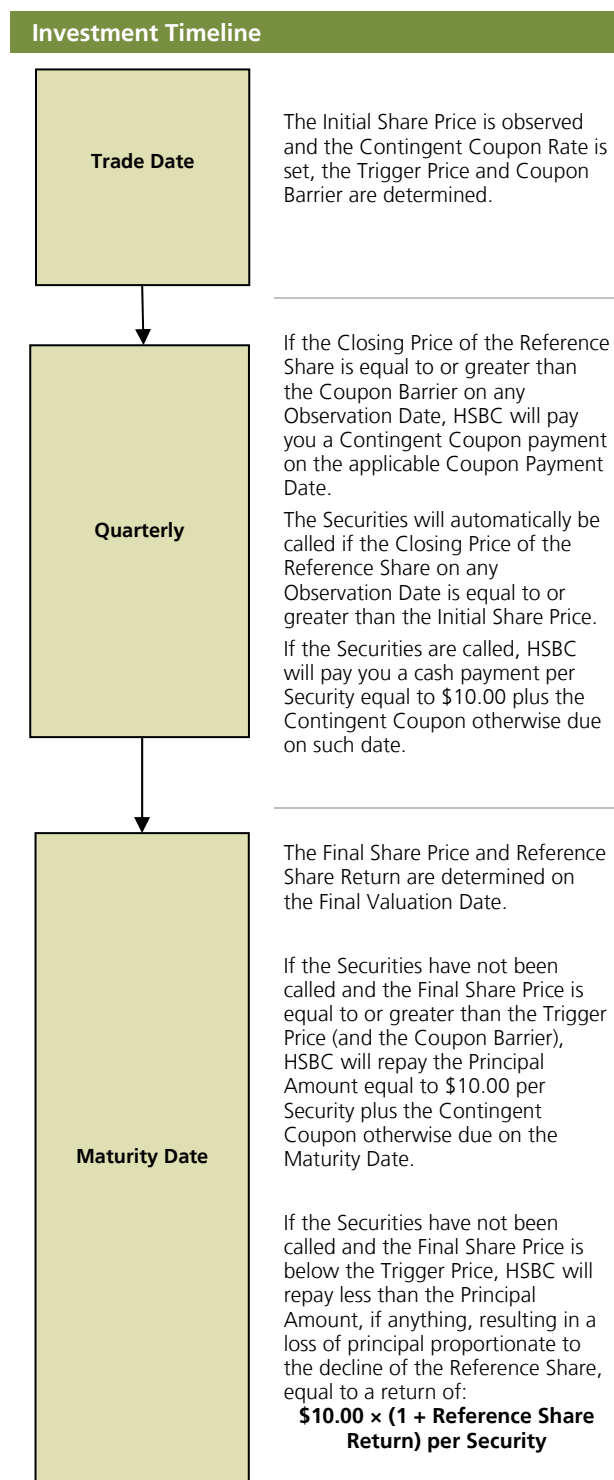 Investment Timeline
Trade Date
The Initial Share Price is observed
and the Contingent Coupon Rate is
set, the Trigger Price and Coupon
Barrier are determined.
Quarterly
If the Closing Price of the Reference
Share is equal to or greater than
the Coupon Barrier on any
Observation Date, HSBC will pay
you a Contingent Coupon payment
on the applicable Coupon Payment
Date.
The Securities will automatically be
called if the Closing Price of the
Reference Share on any
Observation Date is equal to or
greater than the Initial Share Price.
If the Securities are called, HSBC
will pay you a cash payment per
Security equal to $10.00 plus the
Contingent Coupon otherwise due
on such date.
Maturity Date
The Final Share Price and Reference
Share Return are determined on
the Final Valuation Date.
If the Securities have not been
called and the Final Share Price is
equal to or greater than the Trigger
Price (and the Coupon Barrier),
HSBC will repay the Principal
Amount equal to $10.00 per
Security plus the Contingent
Coupon otherwise due on the
Maturity Date.
If the Securities have not been
called and the Final Share Price is
below the Trigger Price, HSBC will
repay less than the Principal
Amount, if anything, resulting in a
loss of principal proportionate to
the decline of the Reference Share,
equal to a return of:
$10.00 × (1 + Reference Share
Return) per Security